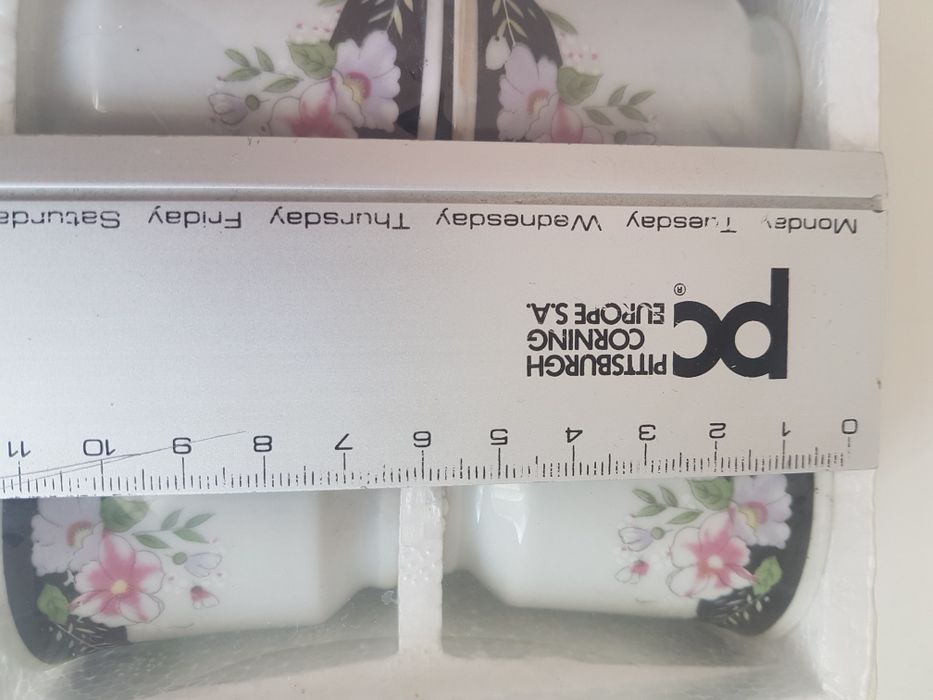 0 1 2 3 4 5 6 7 8 9 10 11
pc
PITTSBURGH
CORNING
EUROPE S.A.
®
Monday Tuesday Wednesday Thursday Friday Saturda